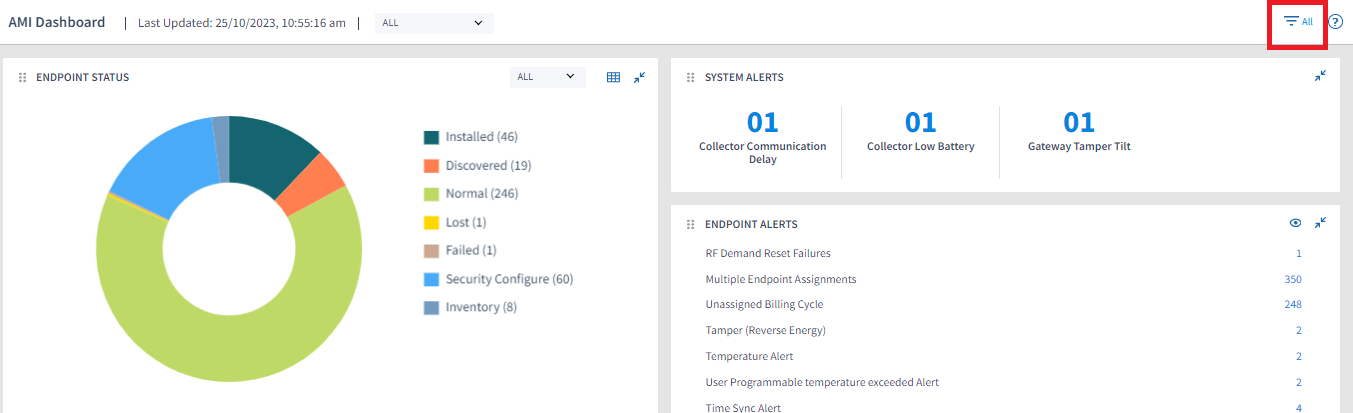 AMI Dashboard | Last Updated: 25/10/2023, 10:55:16 am | ALL All ?
ENDPOINT STATUS ALL
Installed (46)
Discovered (19)
Normal (246)
Lost (1)
Failed (1)
Security Configure (60)
Inventory (8)
SYSTEM ALERTS
01 01 01
Collector Communication Collector Low Battery Gateway Tamper Tilt
Delay
ENDPOINT ALERTS
RF Demand Reset Failures 1
Multiple Endpoint Assignments 350
Unassigned Billing Cycle 248
Tamper (Reverse Energy) 2
Temperature Alert 2
User Programmable temperature exceeded Alert 2
Time Sync Alert 4